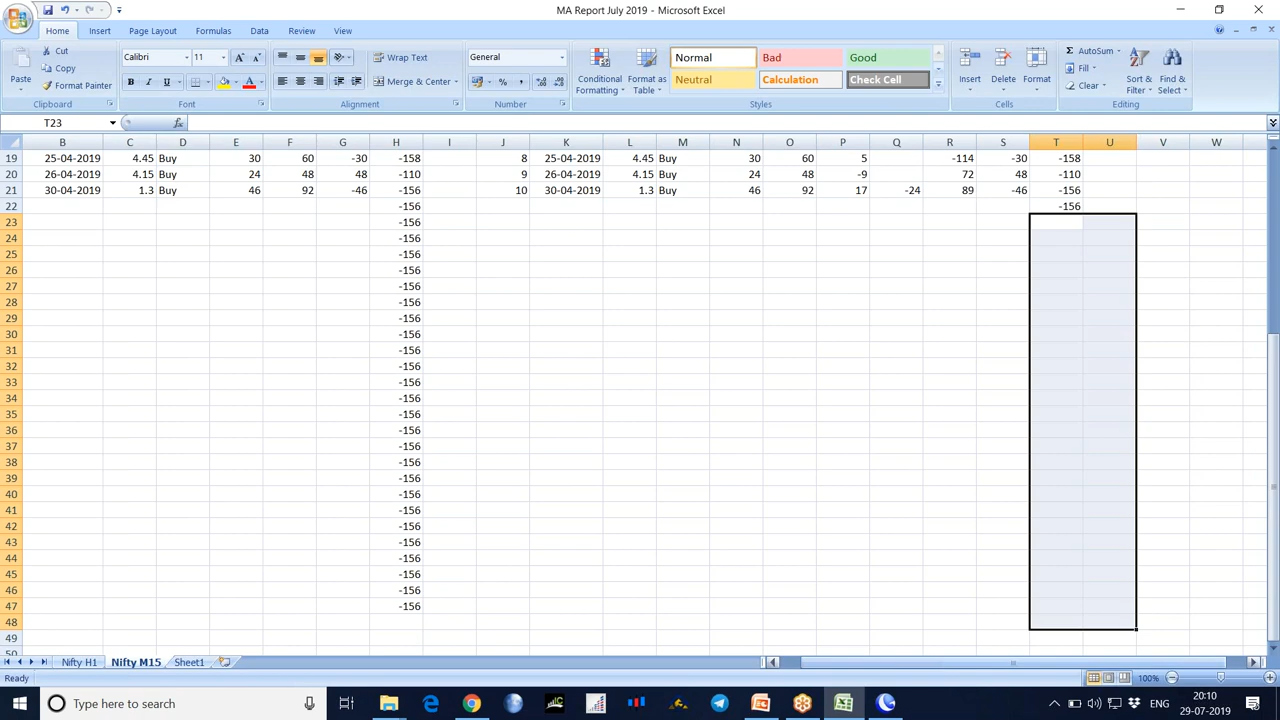 MA Report July 2019 - Microsoft Excel
Home Insert Page Layout Formulas Data Review View
Paste Cut Copy Format Painter Clipboard
Calibri 11 B I U A Font
Wrap Text Merge & Center Alignment
General % , Number
Conditional Formatting Format as Table
Normal Bad Good
Neutral Calculation Check Cell
Styles
Insert Delete Format Cells
AutoSum Fill Clear Sort & Filter Find & Select Editing
T23 fx
B C D E F G H I J K L M N O P Q R S T U V W
19 25-04-2019 4.45 Buy 30 60 -30 -158 8 25-04-2019 4.45 Buy 30 60 5 -114 -30 -158
20 26-04-2019 4.15 Buy 24 48 48 -110 9 26-04-2019 4.15 Buy 24 48 -9 72 48 -110
21 30-04-2019 1.3 Buy 46 92 -46 -156 10 30-04-2019 1.3 Buy 46 92 17 -24 89 -46 -156
22 -156 -156
23 -156
24 -156
25 -156
26 -156
27 -156
28 -156
29 -156
30 -156
31 -156
32 -156
33 -156
34 -156
35 -156
36 -156
37 -156
38 -156
39 -156
40 -156
41 -156
42 -156
43 -156
44 -156
45 -156
46 -156
47 -156
48
49
50
Nifty H1 Nifty M15 Sheet1
Ready 100%
Type here to search
ENG 20:10
29-07-2019